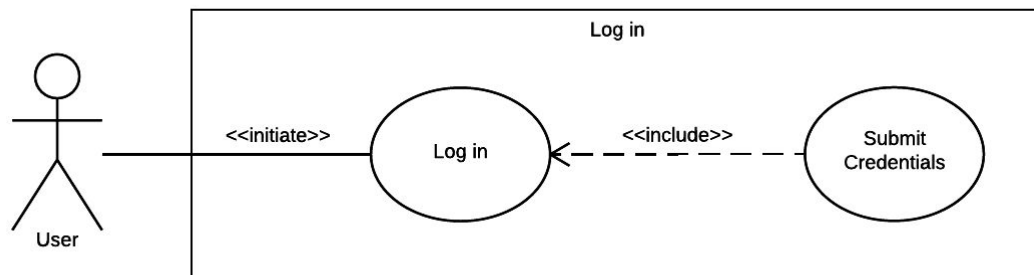 Log in
<<initiate>>
Log in
<<include>>
Submit
Credentials
User